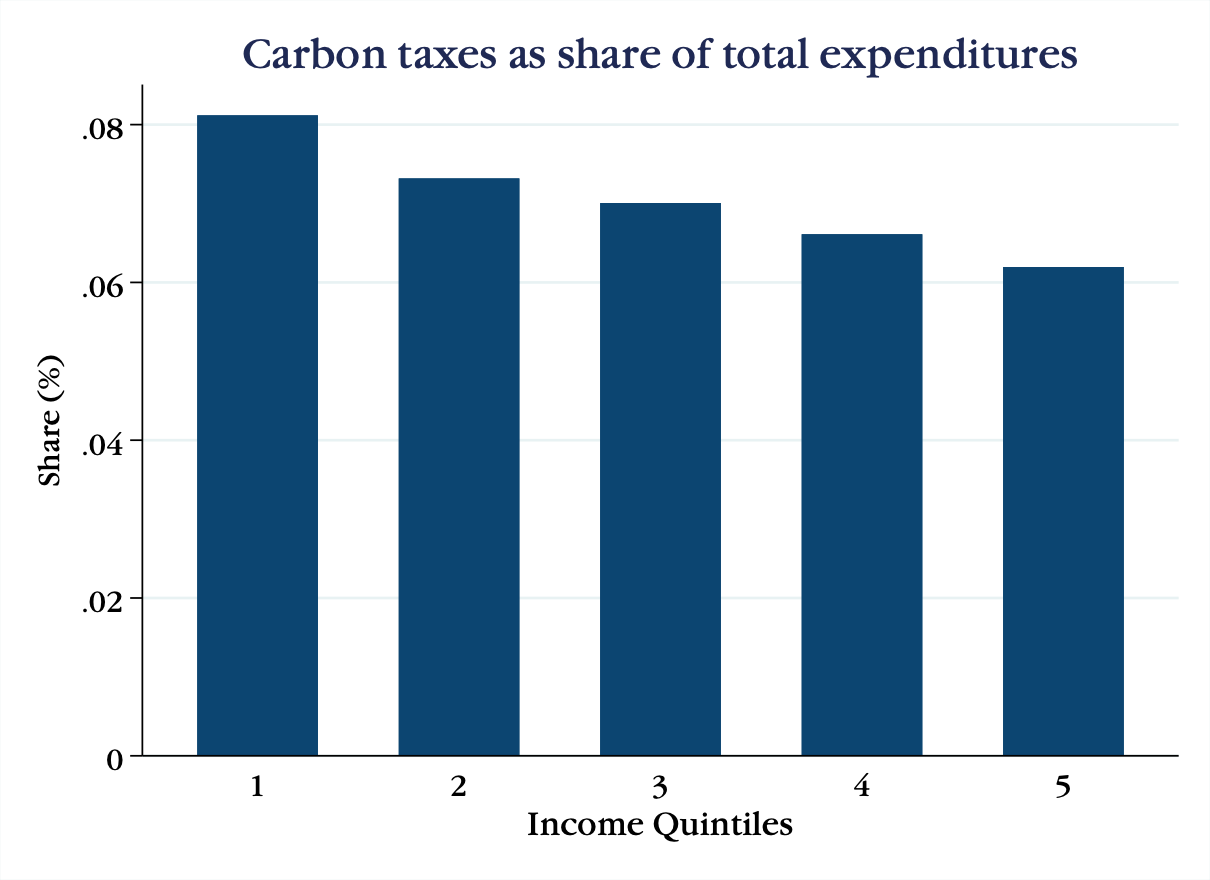 Carbon taxes as share of total expenditures
Share (%)
.08
.06
.04
.02
0
1 2 3 4 5
Income Quintiles